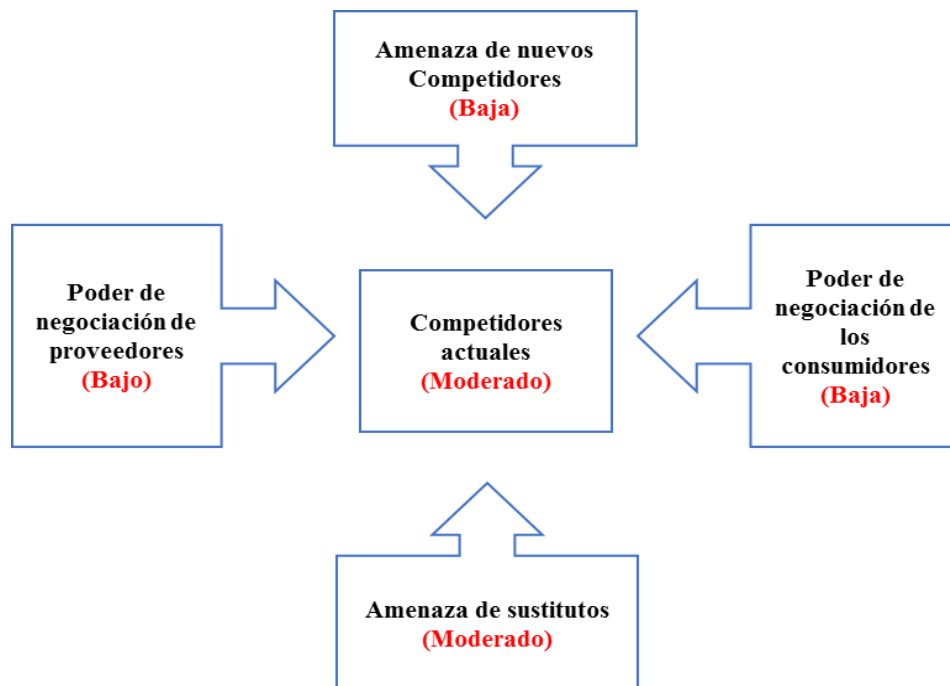 Amenaza de nuevos
Competidores
(Baja)
Poder de
negociación de
proveedores
(Bajo)
Competidores
actuales
(Moderado)
Poder de
negociación de
los
consumidores
(Baja)
Amenaza de sustitutos
(Moderado)